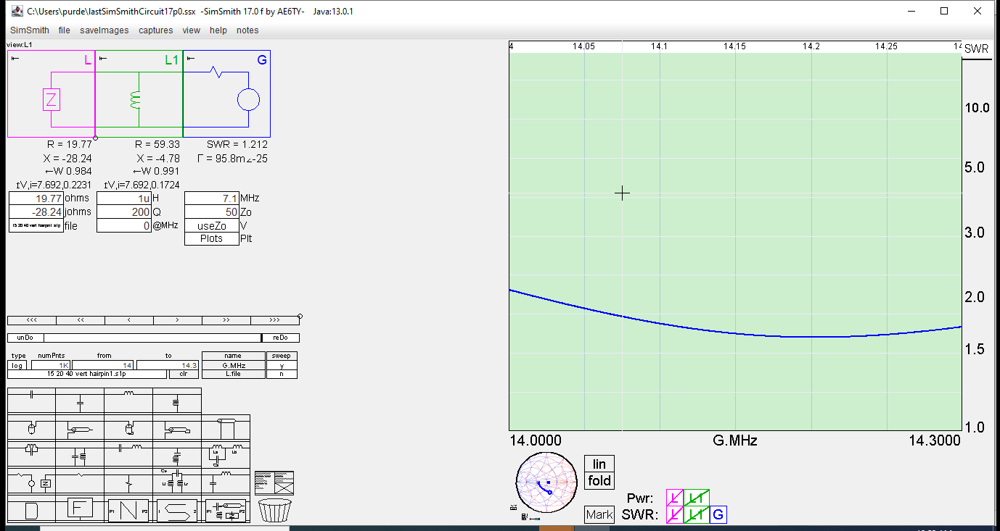 C:\Users\purde\lastSimSmithCircuit17p0.ssx -SimSmith 17.0 f by AE6TY- Java:13.0.1
SimSmith file saveImages captures view help notes
view:L1
L L1 G
Z
R = 19.77 R = 59.33 SWR = 1.212
X = -28.24 X = -4.78 Γ = 95.8m∠-25
←W 0.984 ←W 0.991
tV,i=7.692,0.2231 tV,i=7.692,0.1724
19.77 ohms 1u H 7.1 MHz
-28.24 johms 200 Q 50 Zo
15 20 40 vert hairpin1 s1p file 0 @MHz useZo V
Plots Plt
<<< << < > >> >>>
unDo reDo
type numPnts from to name sweep
log 1K 14 14.3 G.MHz y
15 20 40 vert hairpin1.s1p clr L.file n
D F P1 N P2 1 S 2 P1 P2
4 14.05 14.1 14.15 14.2 14.25 14 SWR
10.0
5.0
3.0
2.0
1.5
1.0
14.0000 G.MHz 14.3000
lin
fold
Mark
Pwr: L L1
SWR: L L1 G